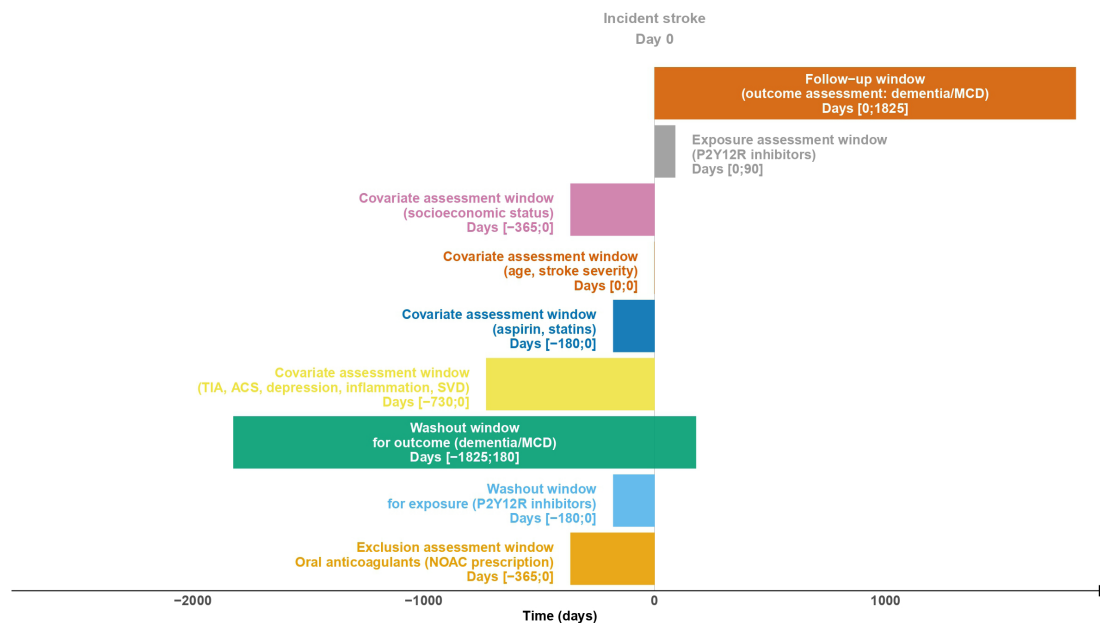 Incident stroke
Day 0
Follow−up window
(outcome assessment: dementia/MCD)
Days [0;1825]
Exposure assessment window
(P2Y12R inhibitors)
Days [0;90]
Covariate assessment window
(socioeconomic status)
Days [−365;0]
Covariate assessment window
(age, stroke severity)
Days [0;0]
Covariate assessment window
(aspirin, statins)
Days [−180;0]
Covariate assessment window
(TIA, ACS, depression, inflammation, SVD)
Days [−730;0]
Washout window
for outcome (dementia/MCD)
Days [−1825;180]
Washout window
for exposure (P2Y12R inhibitors)
Days [−180;0]
Exclusion assessment window
Oral anticoagulants (NOAC prescription)
Days [−365;0]
−2000 −1000 0 1000
Time (days)